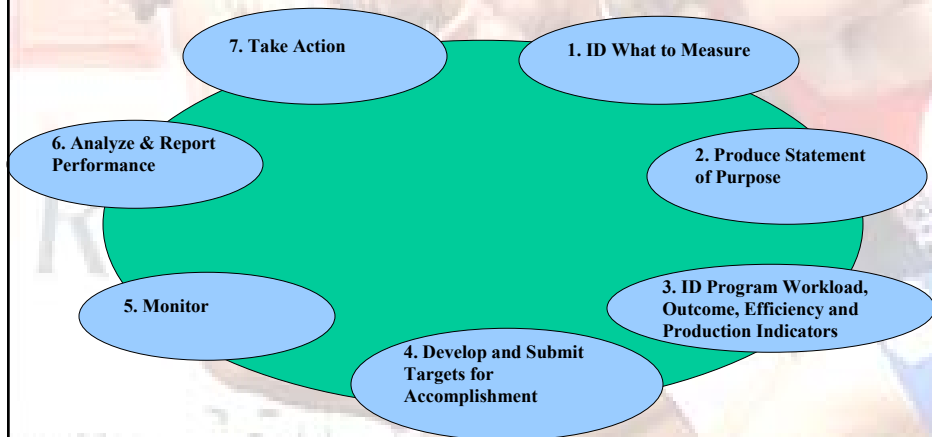 7. Take Action
1. ID What to Measure
6. Analyze & Report
Performance
2. Produce Statement
of Purpose
3. ID Program Workload,
Outcome, Efficiency and
Production Indicators
5. Monitor
4. Develop and Submit
Targets for
Accomplishment